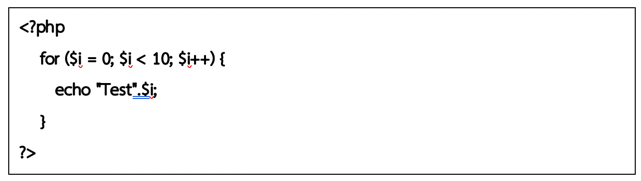 <?php
for ($i = 0; $i < 10; $i++) {
echo "Test".$i;
}
?>